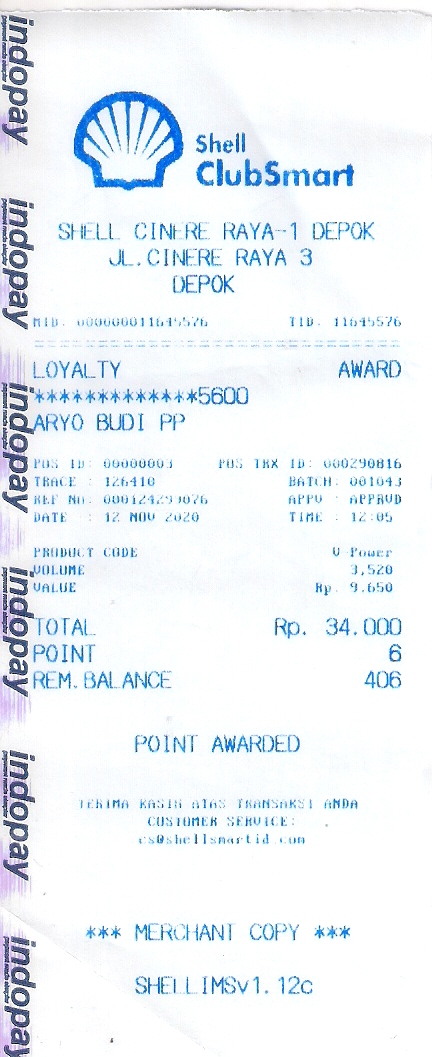 Shell
ClubSmart
SHELL CINERE RAYA-1 DEPOK
JL.CINERE RAYA 3
DEPOK
MID: 000000011645576 TID: 11645576
================================
LOYALTY AWARD
*************5600
ARYO BUDI PP
POS ID: 00000003 POS TRX ID: 000290816
TRACE : 126410 BATCH: 001043
REF NO: APPV : APPRVD
DATE : 12 NOV 2020 TIME : 12:05
PRODUCT CODE V-Power
VOLUME 3,520
VALUE Rp. 9.650
TOTAL Rp. 34.000
POINT 6
REM.BALANCE 406
POINT AWARDED
TERIMA KASIH ATAS TRANSAKSI ANDA
CUSTOMER SERVICE:
cs@shellsmartid.com
*** MERCHANT COPY ***
SHELLIMSv1.12c
indopay
indopay
indopay
indopay
indopay
indopay